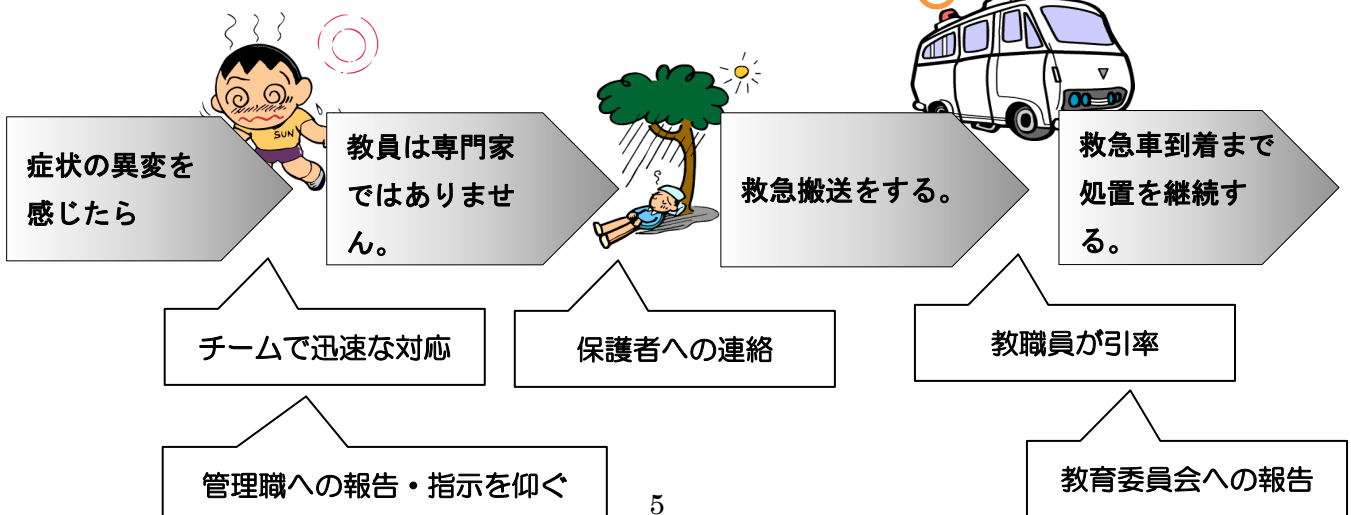 症状の異変を
感じたら
SUN
教員は専門家
ではありませ
ん。
救急搬送をする。
救急車到着まで
処置を継続す
る。
チームで迅速な対応
保護者への連絡
教職員が引率
管理職への報告・指示を仰ぐ
教育委員会への報告
5